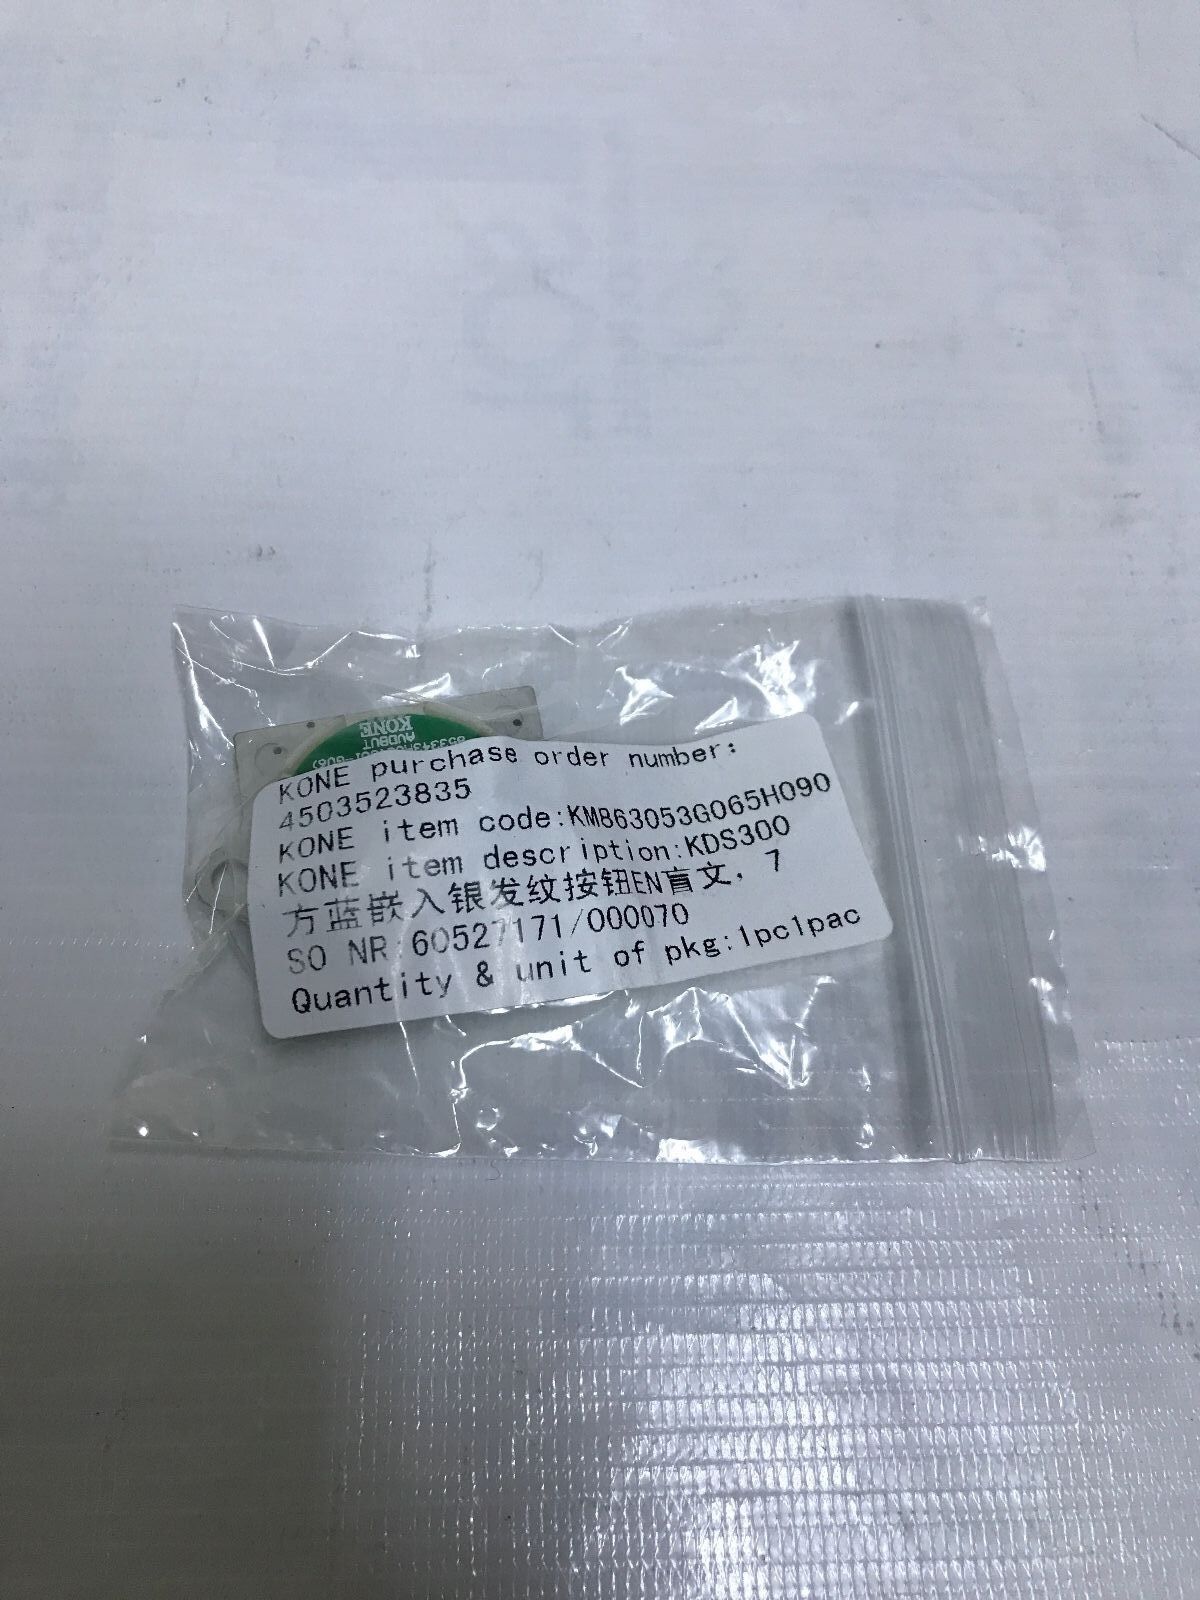 KONE
AUDBUT
KONE purchase order number:
4503523835
KONE item code:KM863053G065H090
KONE item description:KDS300
方蓝嵌入银发纹按钮EN盲文, 7
SO NR:60527171/000070
Quantity & unit of pkg:1pc1pac